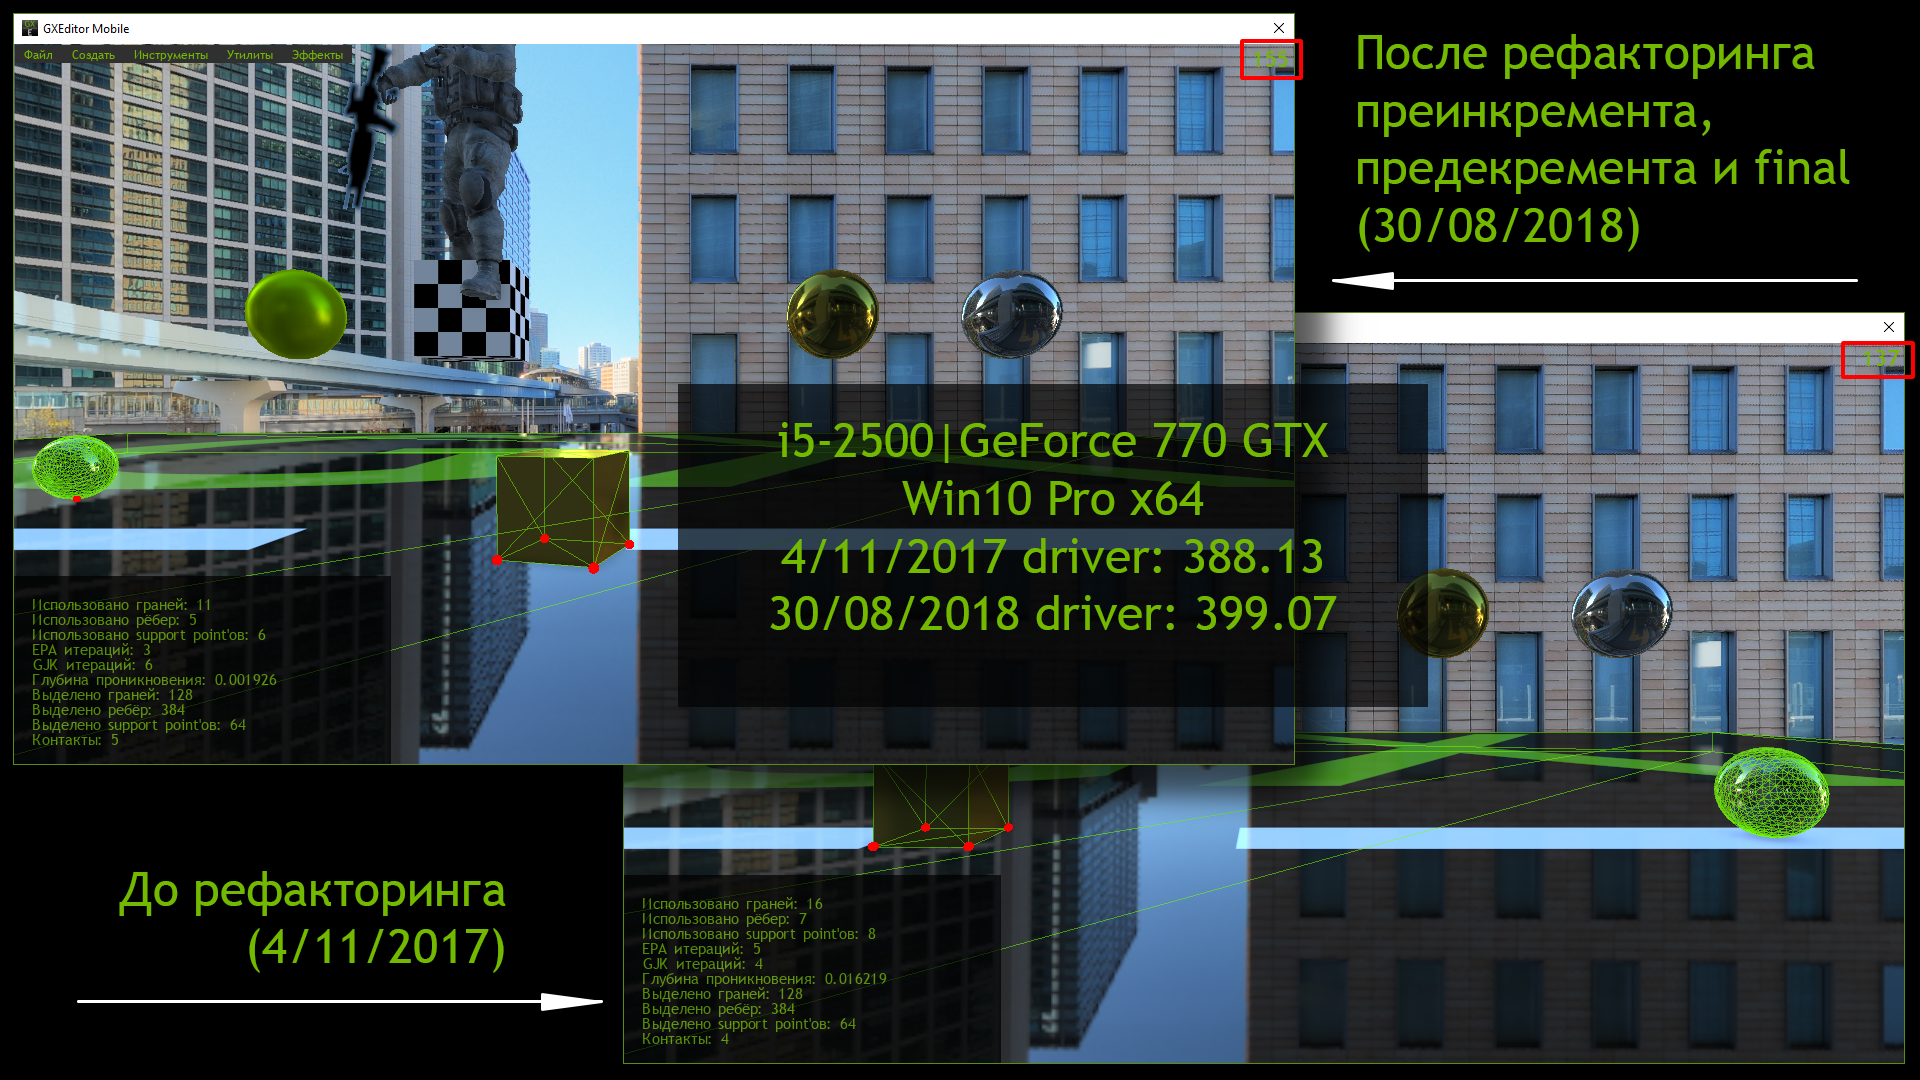 GXEditor Mobile
Файл Создать Инструменты Утилиты Эффекты
155
После рефакторинга
преинкремента,
предекремента и final
(30/08/2018)
137
i5-2500|GeForce 770 GTX
Win10 Pro x64
4/11/2017 driver: 388.13
30/08/2018 driver: 399.07
Использовано граней: 11
Использовано рёбер: 5
Использовано support point'ов: 6
EPA итераций: 3
GJK итераций: 6
Глубина проникновения: 0.001926
Выделено граней: 128
Выделено ребёр: 384
Выделено support point'ов: 64
Контакты: 5
До рефакторинга
(4/11/2017)
Использовано граней: 16
Использовано рёбер: 7
Использовано support point'ов: 8
EPA итераций: 5
GJK итераций: 4
Глубина проникновения: 0.016219
Выделено граней: 128
Выделено ребёр: 384
Выделено support point'ов: 64
Контакты: 4